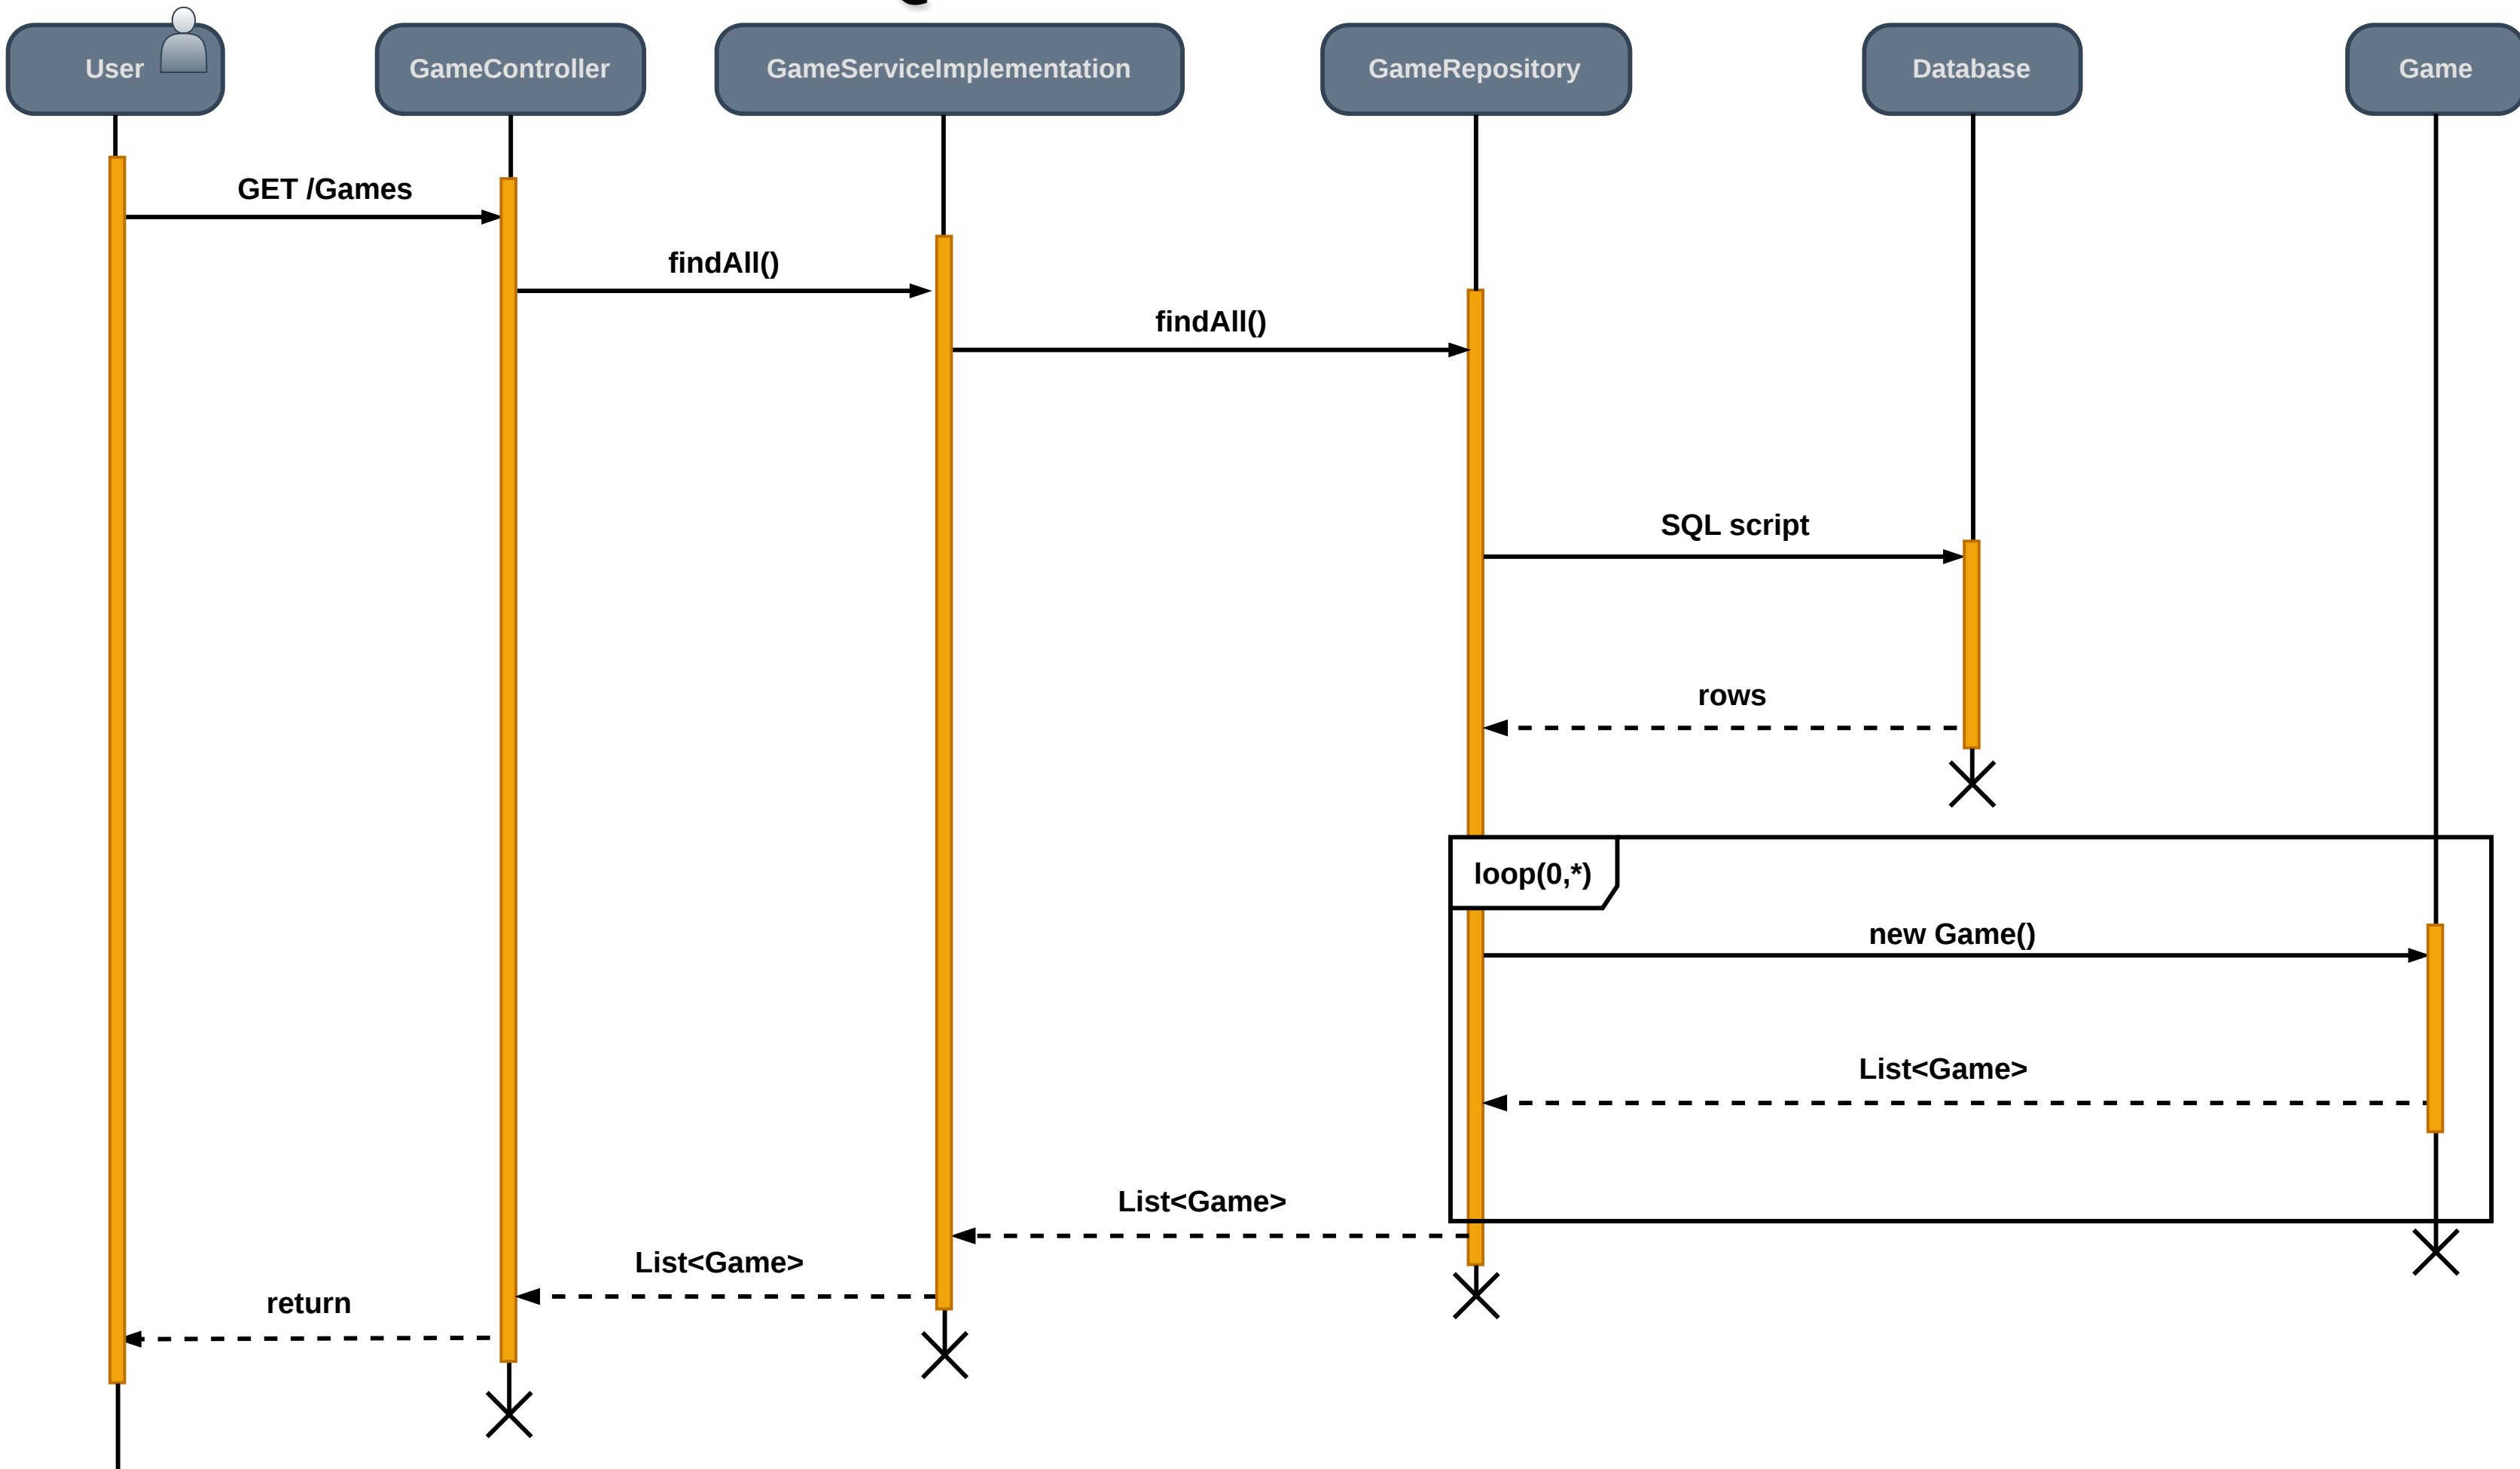 User
GameController
GameServiceImplementation
GameRepository
Database
Game
GET /Games
findAll()
findAll()
SQL script
rows
loop(0,*)
new Game()
List<Game>
List<Game>
List<Game>
return